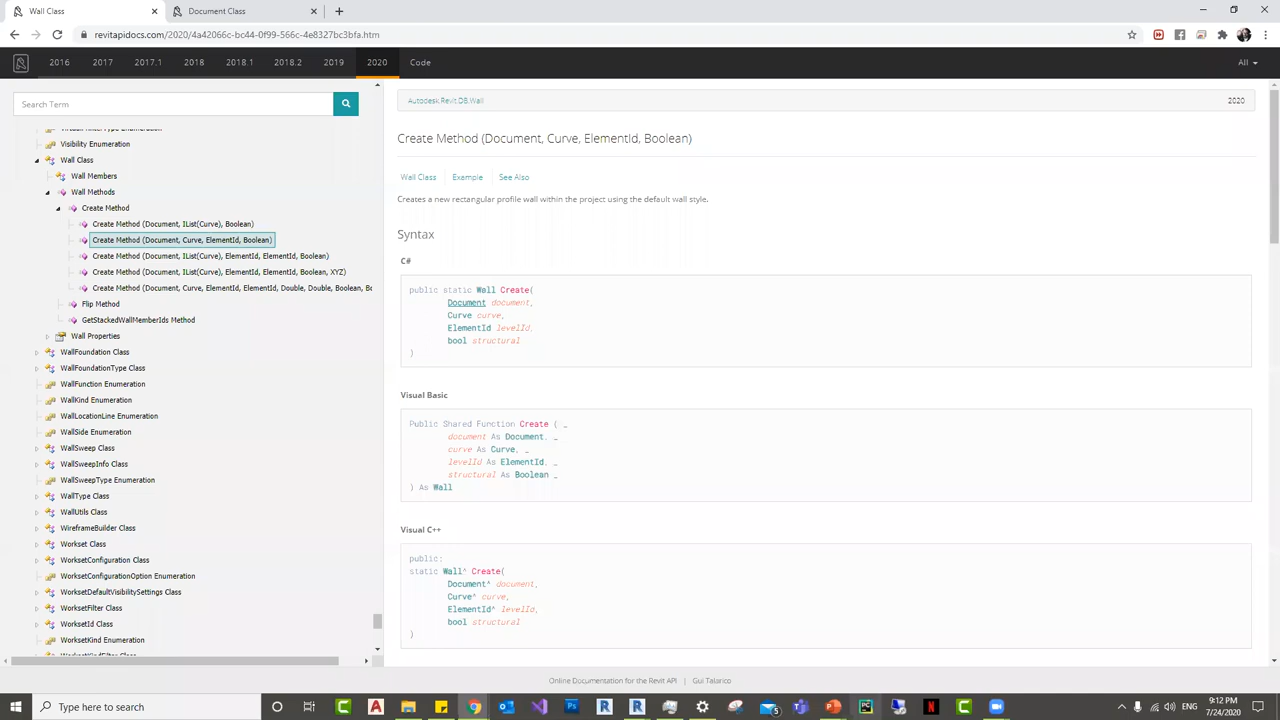 Wall Class
Document Class
revitapidocs.com/2020/4a42066c-bc44-0f99-566c-4e8327bc3bfa.htm
2016 2017 2017.1 2018 2018.1 2018.2 2019 2020 Code All
Search Term
Visibility Enumeration
Wall Class
Wall Members
Wall Methods
Create Method
Create Method (Document, IList(Curve), Boolean)
Create Method (Document, Curve, ElementId, Boolean)
Create Method (Document, IList(Curve), ElementId, ElementId, Boolean)
Create Method (Document, IList(Curve), ElementId, ElementId, Boolean, XYZ)
Create Method (Document, Curve, ElementId, ElementId, Double, Double, Boolean, Bo
Flip Method
GetStackedWallMemberIds Method
Wall Properties
WallFoundation Class
WallFoundationType Class
WallFunction Enumeration
WallKind Enumeration
WallLocationLine Enumeration
WallSide Enumeration
WallSweep Class
WallSweepInfo Class
WallSweepType Enumeration
WallType Class
WallUtils Class
WireframeBuilder Class
Workset Class
WorksetConfiguration Class
WorksetConfigurationOption Enumeration
WorksetDefaultVisibilitySettings Class
WorksetFilter Class
WorksetId Class
WorksetKind Enumeration
Autodesk.Revit.DB.Wall 2020
Create Method (Document, Curve, ElementId, Boolean)
Wall Class Example See Also
Creates a new rectangular profile wall within the project using the default wall style.
Syntax
C#
public static Wall Create(
Document document,
Curve curve,
ElementId levelId,
bool structural
)
Visual Basic
Public Shared Function Create ( _
document As Document, _
curve As Curve, _
levelId As ElementId, _
structural As Boolean _
) As Wall
Visual C++
public:
static Wall^ Create(
Document^ document,
Curve^ curve,
ElementId^ levelId,
bool structural
)
Online Documentation for the Revit API | Gui Talarico
Type here to search
9:12 PM
7/24/2020